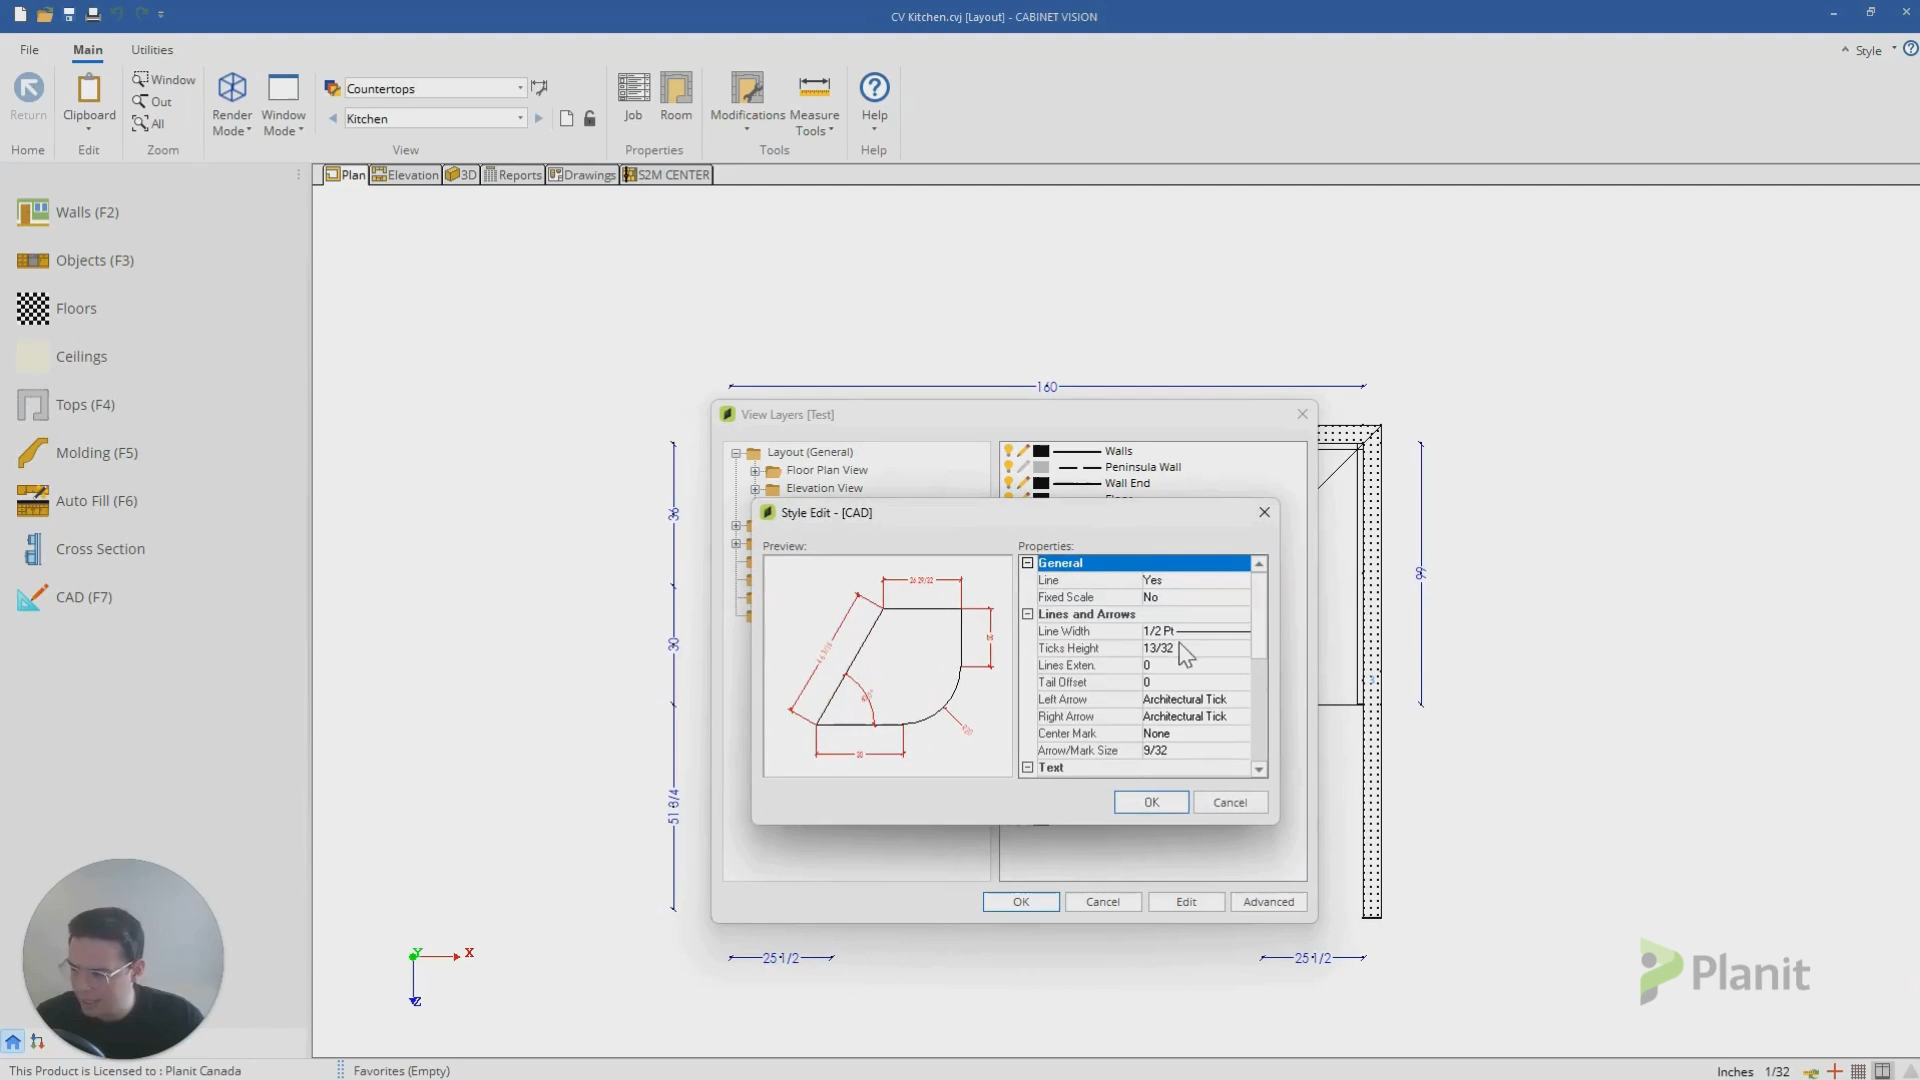 CV Kitchen.cvj [Layout] - CABINET VISION
File
Main
Utilities
Style
Return
Clipboard
Window
Out
All
Render Mode
Window Mode
Countertops
Kitchen
Job
Room
Modifications
Measure Tools
Help
Home
Edit
Zoom
View
Properties
Tools
Help
Plan
Elevation
3D
Reports
Drawings
S2M CENTER
Walls (F2)
Objects (F3)
Floors
Ceilings
Tops (F4)
Molding (F5)
Auto Fill (F6)
Cross Section
CAD (F7)
160
36
30
99
3
25 1/2
25 1/2
X
Y
Z
View Layers [Test]
Layout (General)
Floor Plan View
Elevation View
Walls
Peninsula Wall
Wall End
Style Edit - [CAD]
Preview:
26 29/32
30
Properties:
General
Line Yes
Fixed Scale No
Lines and Arrows
Line Width 1/2 Pt
Ticks Height 13/32
Lines Exten. 0
Tail Offset 0
Left Arrow Architectural Tick
Right Arrow Architectural Tick
Center Mark None
Arrow/Mark Size 9/32
Text
OK
Cancel
OK
Cancel
Edit
Advanced
Planit
This Product is Licensed to : Planit Canada
Favorites (Empty)
Inches
1/32